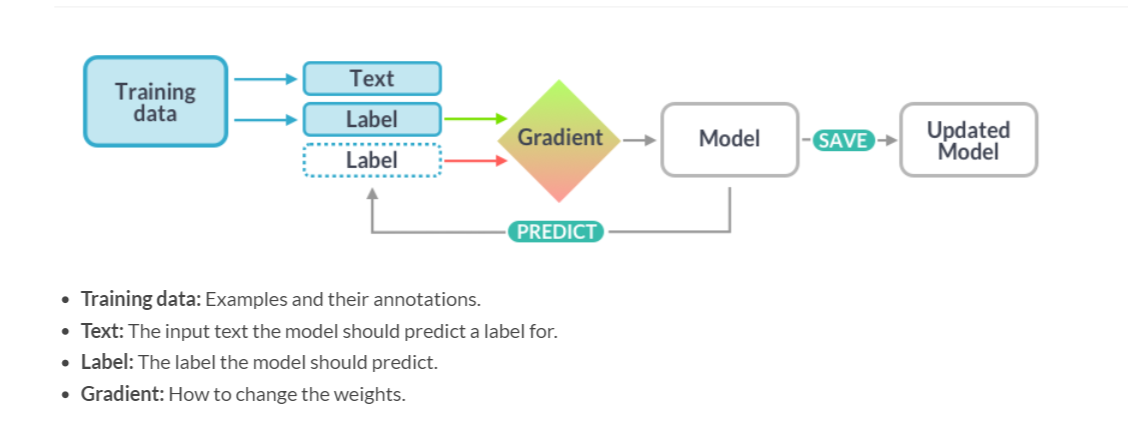 Training
data
Text
Label
Label
Gradient
Model
SAVE
Updated
Model
PREDICT
• Training data: Examples and their annotations.
• Text: The input text the model should predict a label for.
• Label: The label the model should predict.
• Gradient: How to change the weights.